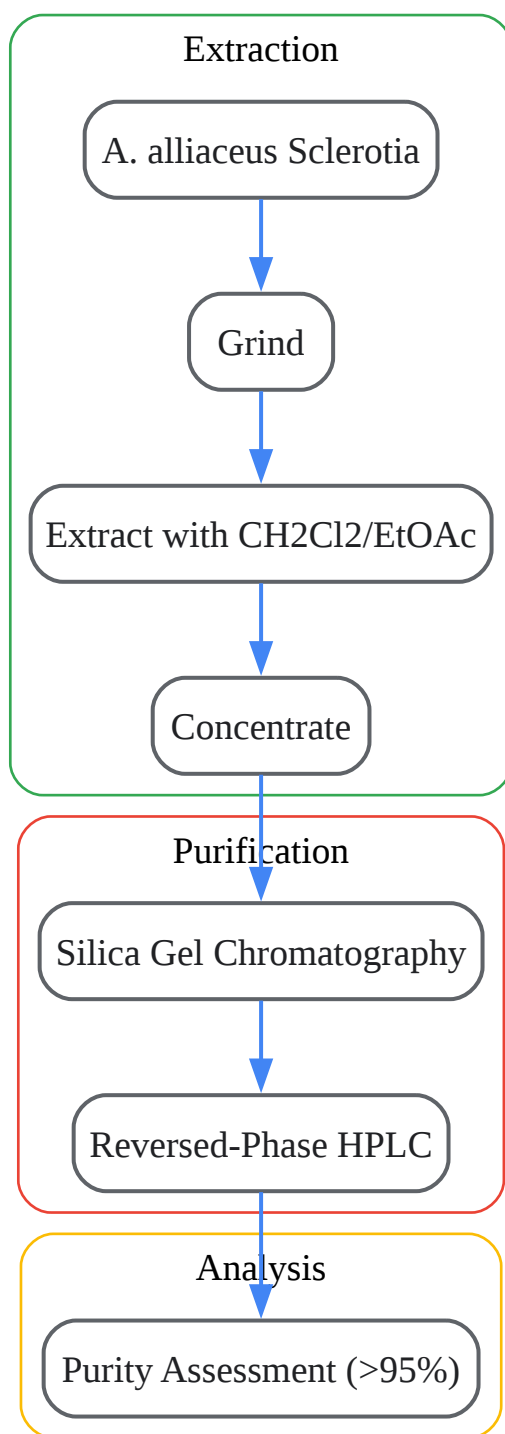 Extraction
A. alliaceus Sclerotia
Grind
Extract with CH2Cl2/EtOAc
Concentrate
Purification
Silica Gel Chromatography
Reversed-Phase HPLC
Analysis
Purity Assessment (>95%)